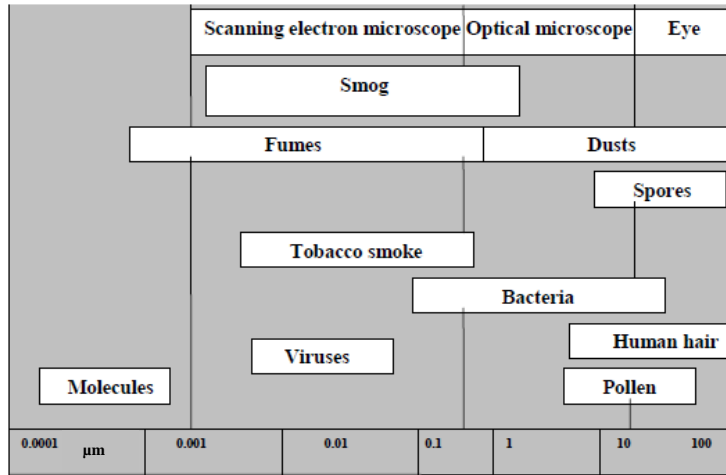 Scanning electron microscope Optical microscope Eye
Smog
Fumes Dusts
Spores
Tobacco smoke
Bacteria
Human hair
Viruses
Molecules Pollen
0.0001 µm 0.001 0.01 0.1 1 10 100